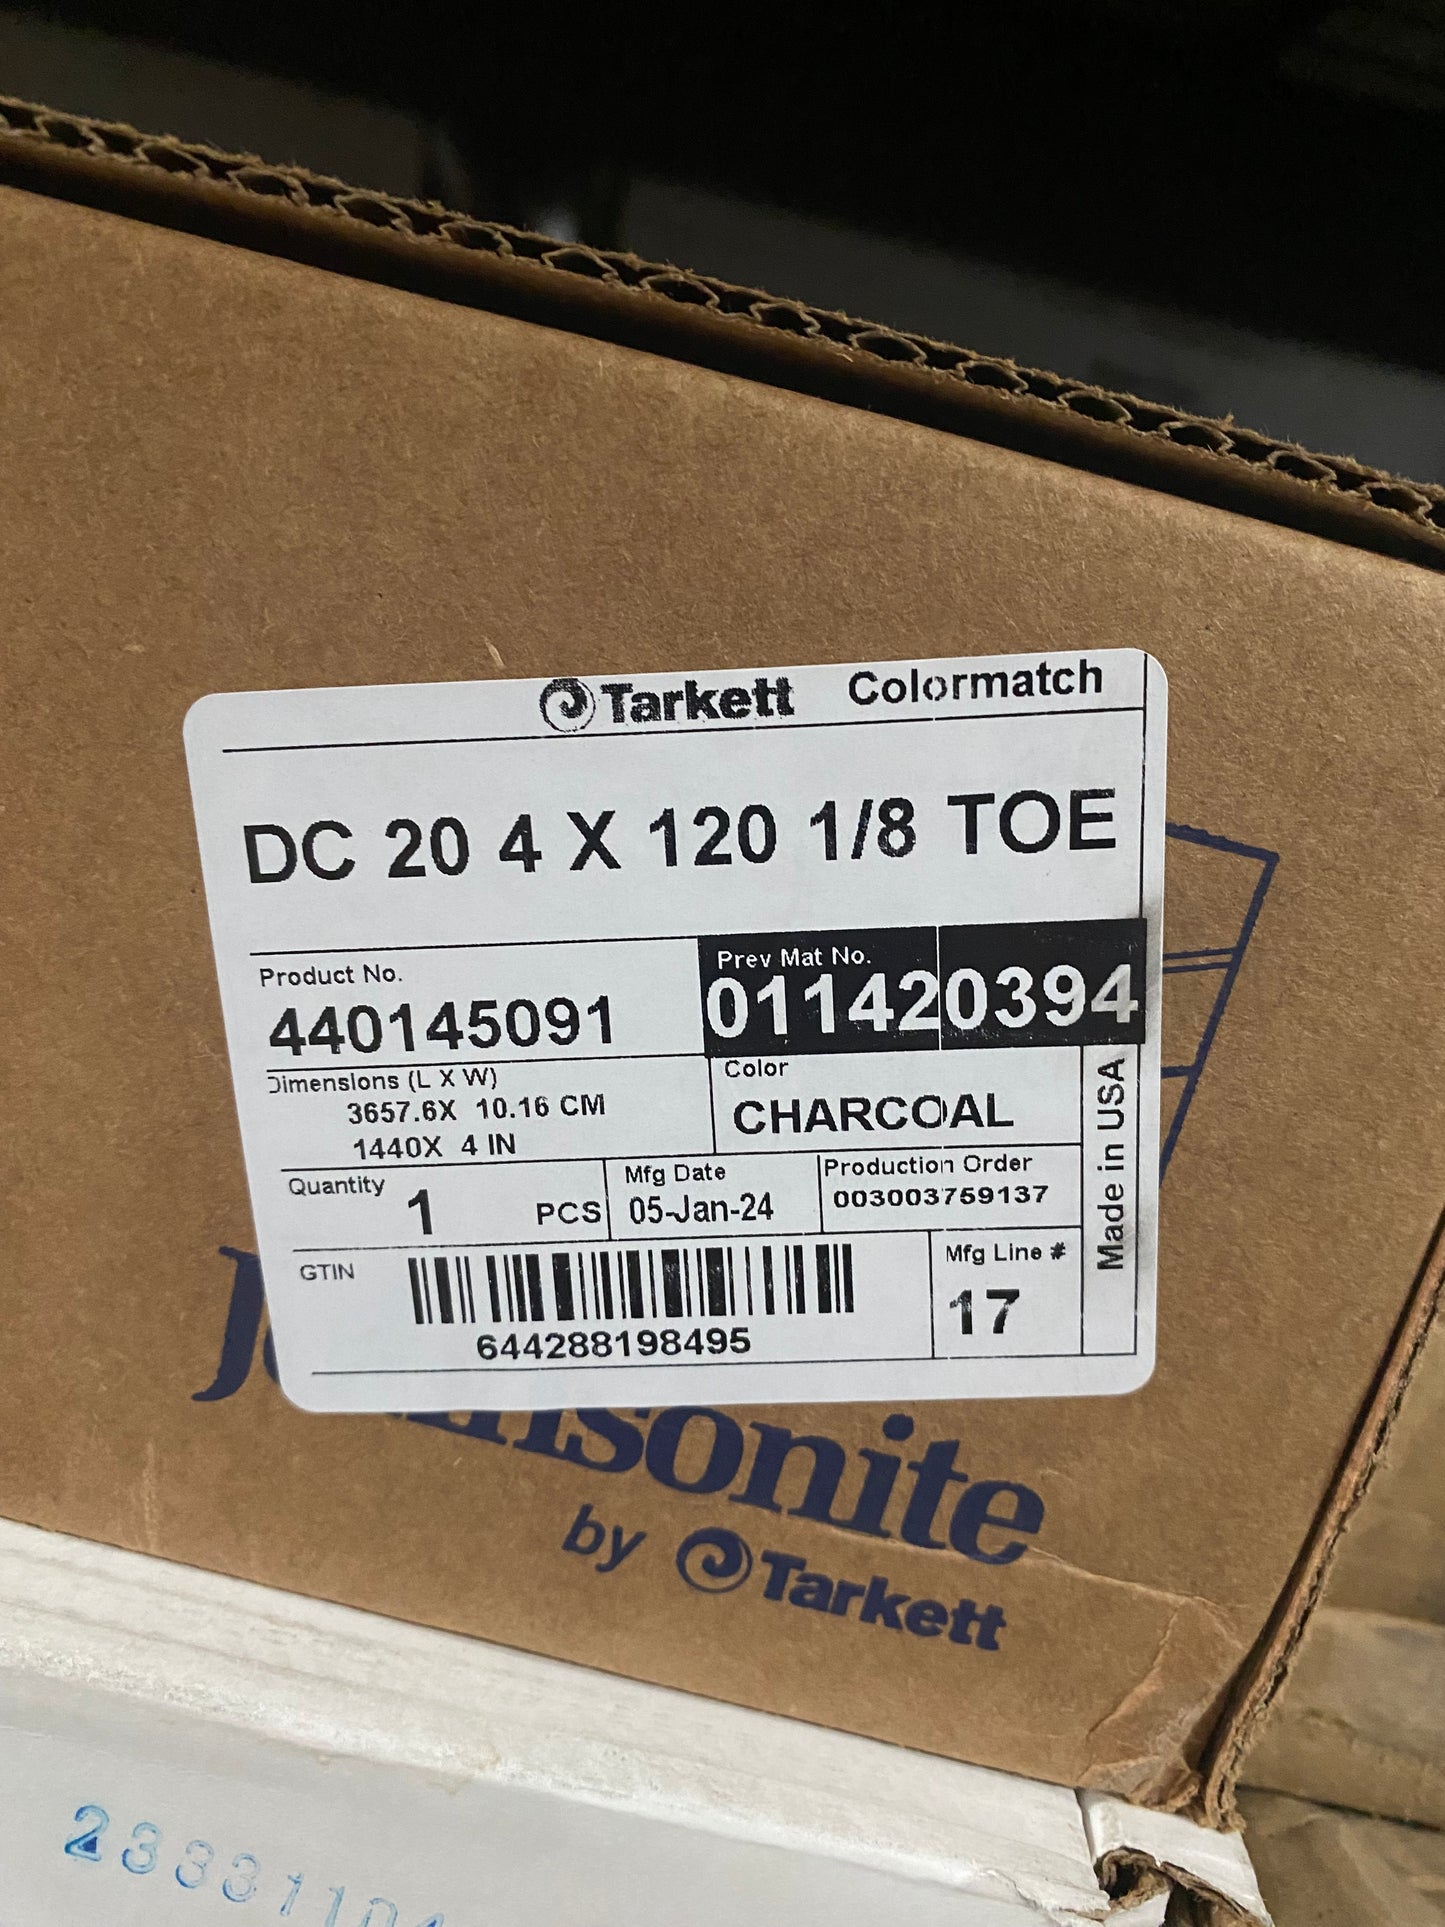 Tarkett Colormatch
DC 20 4 X 120 1/8 TOE
Product No.
440145091
Prev Mat No.
011420394
Dimensions (L X W)
3657.6X 10.16 CM
1440X 4 IN
Color
CHARCOAL
Quantity
1 PCS
Mfg Date
05-Jan-24
Production Order
003003759137
Made in USA
GTIN
644288198495
Mfg Line #
17
Johnsonite
by Tarkett